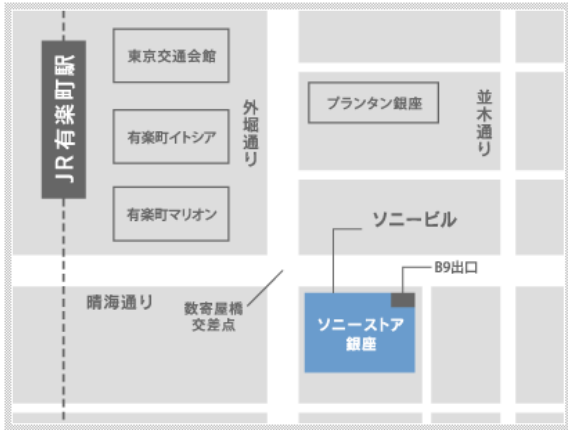 JR有楽町駅
東京交通会館
有楽町イトシア
有楽町マリオン
外堀通り
プランタン銀座
並木通り
ソニービル
B9出口
晴海通り
数寄屋橋
交差点
ソニーストア
銀座